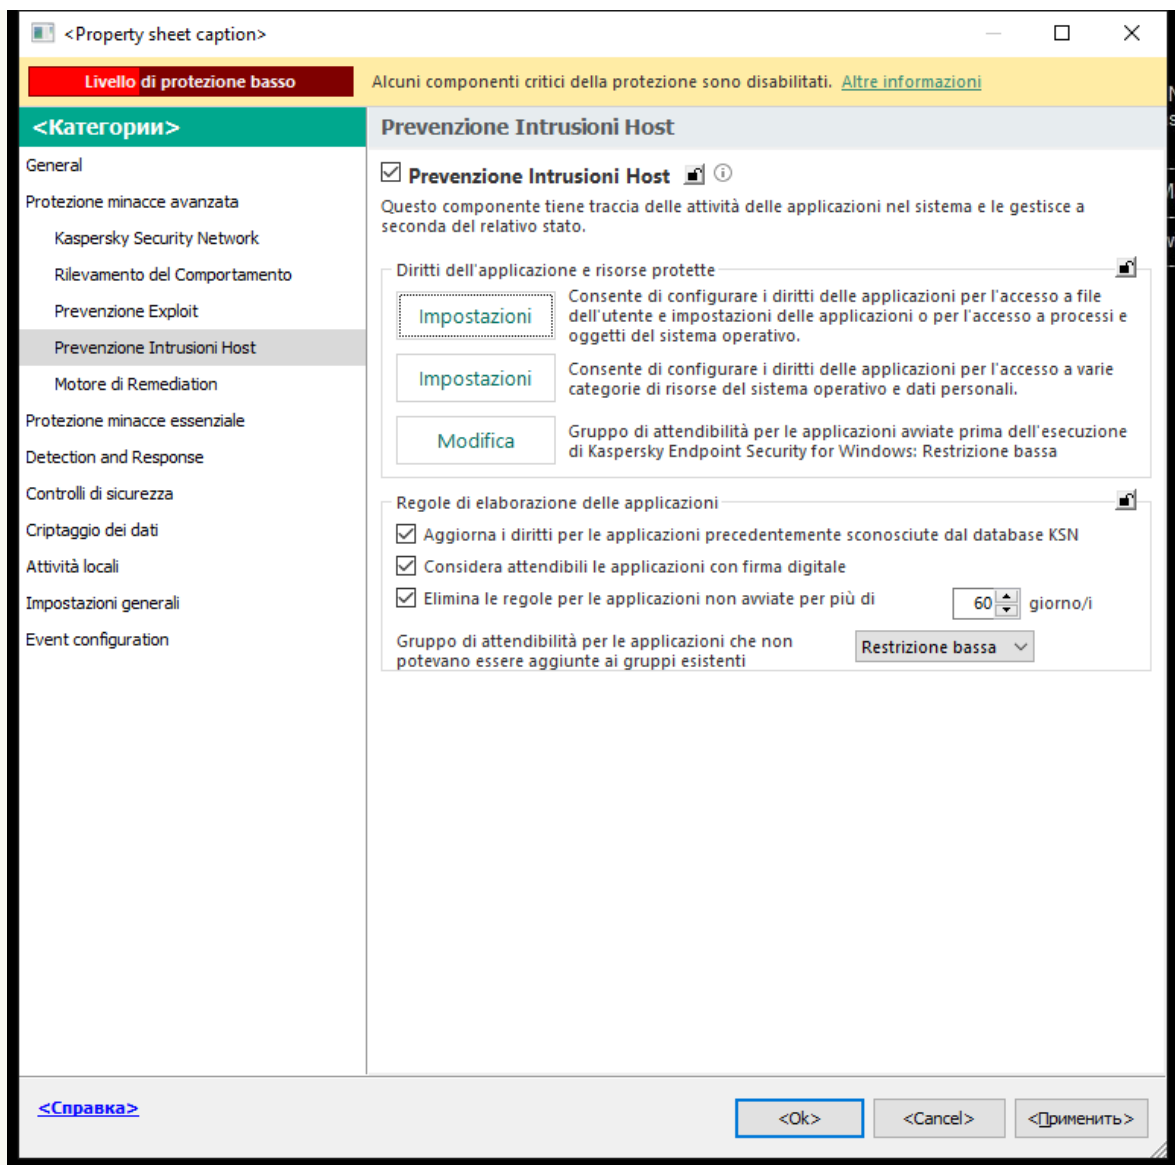 <Property sheet caption>
Livello di protezione basso
Alcuni componenti critici della protezione sono disabilitati. Altre informazioni
<Категории>
General
Protezione minacce avanzata
Kaspersky Security Network
Rilevamento del Comportamento
Prevenzione Exploit
Prevenzione Intrusioni Host
Motore di Remediation
Protezione minacce essenziale
Detection and Response
Controlli di sicurezza
Criptaggio dei dati
Attività locali
Impostazioni generali
Event configuration
Prevenzione Intrusioni Host
Prevenzione Intrusioni Host
Questo componente tiene traccia delle attività delle applicazioni nel sistema e le gestisce a
seconda del relativo stato.
Diritti dell'applicazione e risorse protette
Impostazioni
Consente di configurare i diritti delle applicazioni per l'accesso a file
dell'utente e impostazioni delle applicazioni o per l'accesso a processi e
oggetti del sistema operativo.
Impostazioni
Consente di configurare i diritti delle applicazioni per l'accesso a varie
categorie di risorse del sistema operativo e dati personali.
Modifica
Gruppo di attendibilità per le applicazioni avviate prima dell'esecuzione
di Kaspersky Endpoint Security for Windows: Restrizione bassa
Regole di elaborazione delle applicazioni
Aggiorna i diritti per le applicazioni precedentemente sconosciute dal database KSN
Considera attendibili le applicazioni con firma digitale
Elimina le regole per le applicazioni non avviate per più di 60 giorno/i
Gruppo di attendibilità per le applicazioni che non
potevano essere aggiunte ai gruppi esistenti
Restrizione bassa
<Справка>
<Ok>
<Cancel>
<Применить>